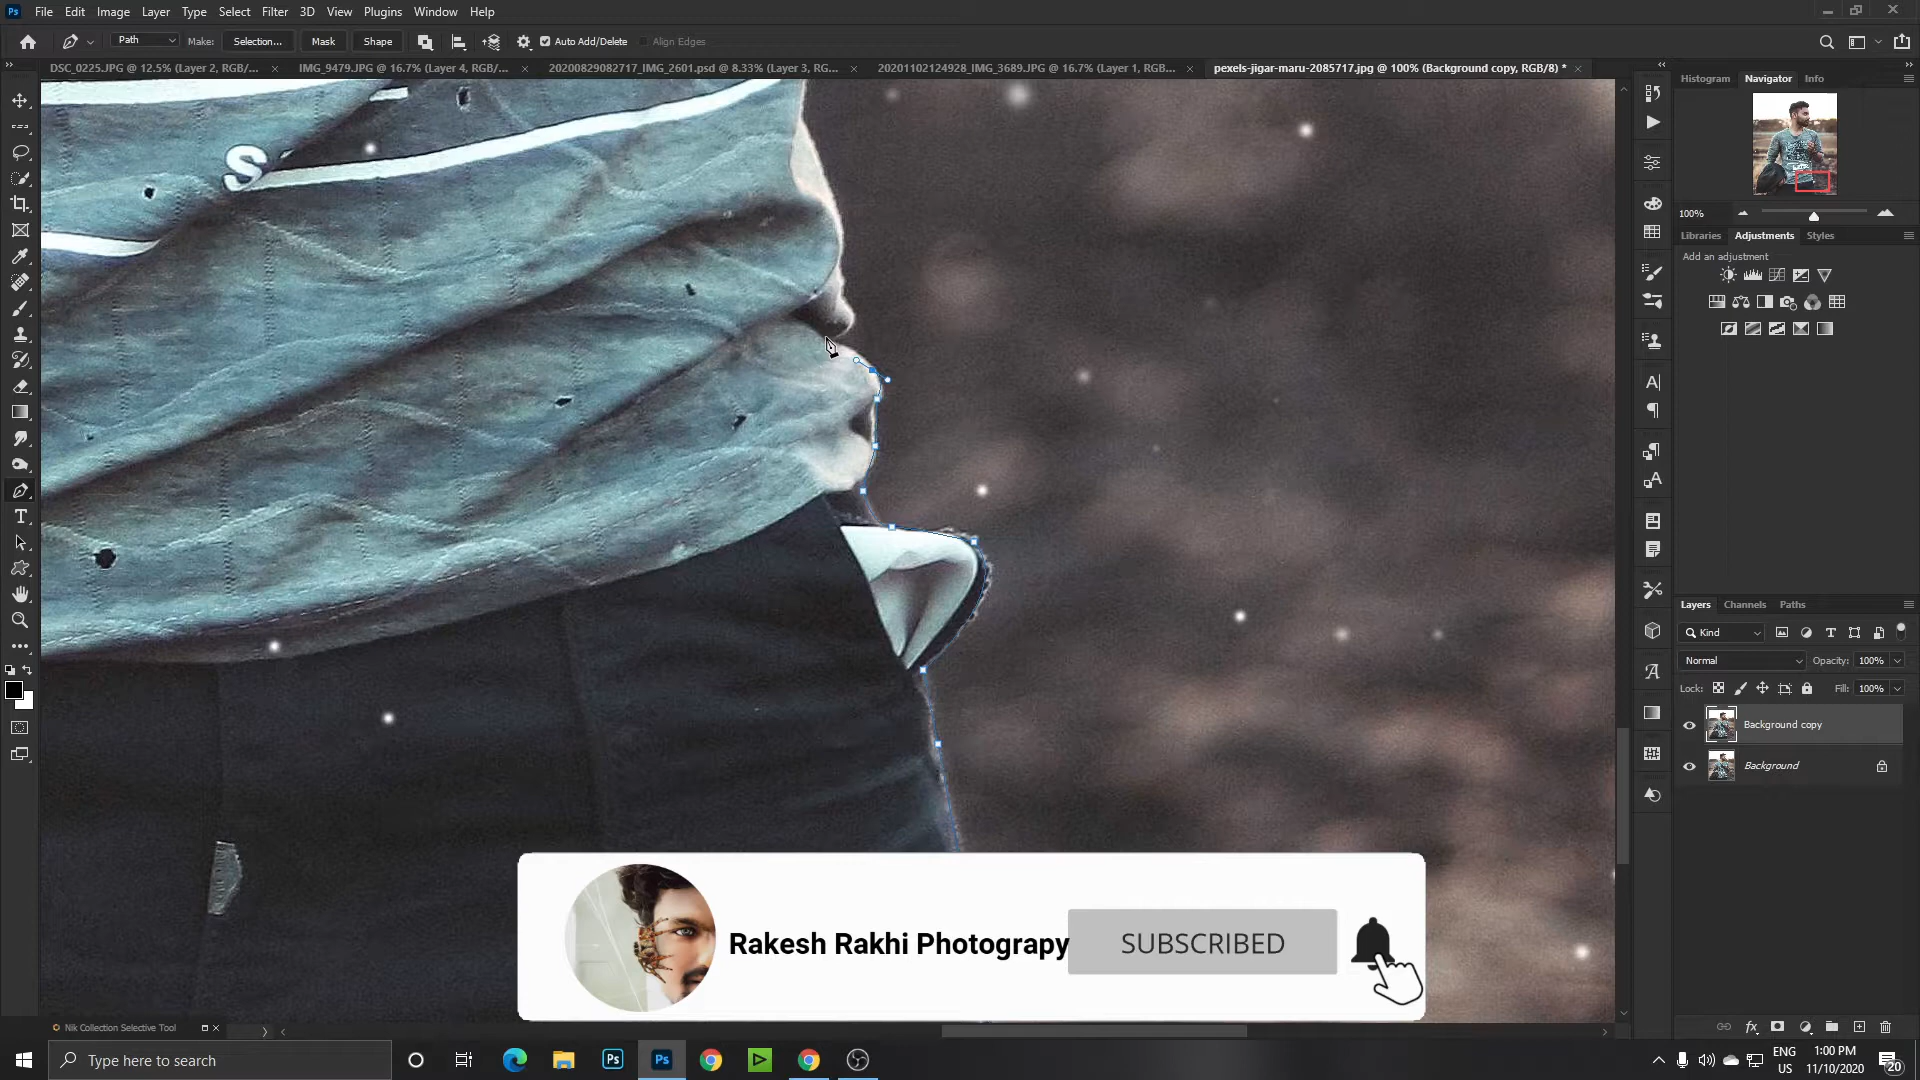 Ps File Edit Image Layer Type Select Filter 3D View Plugins Window Help
Path Make: Selection... Mask Shape Auto Add/Delete Align Edges
DSC_0225.JPG @ 12.5% (Layer 2, RGB/... × IMG_9479.JPG @ 16.7% (Layer 4, RGB/... × 20200829082717_IMG_2601.psd @ 8.33% (Layer 3, RG... × 20201102124928_IMG_3689.JPG @ 16.7% (Layer 1, RGB... × pexels-jigar-maru-2085717.jpg @ 100% (Background copy, RGB/8) * ×
Histogram Navigator Info
100%
Libraries Adjustments Styles
Add an adjustment
S
Layers Channels Paths
Kind
Normal Opacity: 100%
Lock: Fill: 100%
Background copy
Background
Rakesh Rakhi Photograpy SUBSCRIBED
Nik Collection Selective Tool
Type here to search
ENG
US
1:00 PM
11/10/2020
20